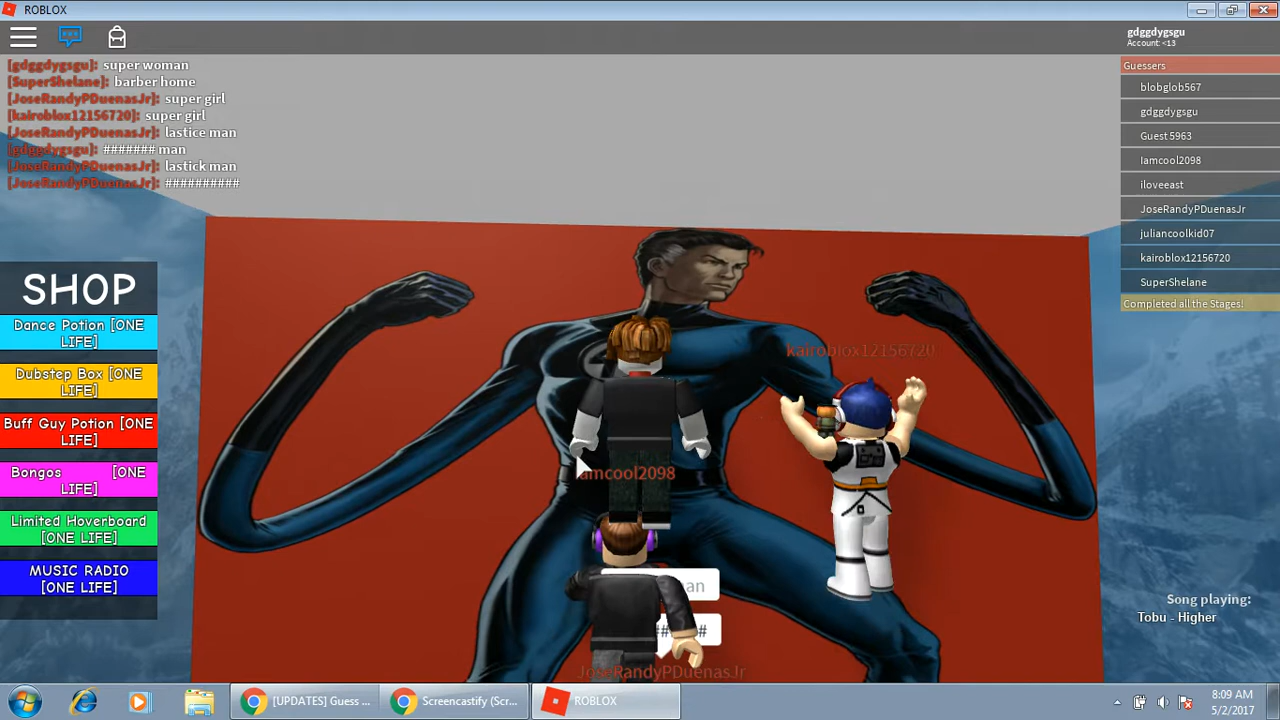 ROBLOX
gdggdygsgu
Account: <13
[gdggdygsgu]: super woman
[SuperShelane]: barber home
[JoseRandyPDuenasJr]: super girl
[kairoblox12156720]: super girl
[JoseRandyPDuenasJr]: lastice man
[gdggdygsgu]: ####### man
[JoseRandyPDuenasJr]: lastick man
[JoseRandyPDuenasJr]: ##########
Guessers
blobglob567
gdggdygsgu
Guest 5963
Iamcool2098
iloveeast
JoseRandyPDuenasJr
juliancoolkid07
kairoblox12156720
SuperShelane
Completed all the Stages!
SHOP
Dance Potion [ONE
LIFE]
Dubstep Box [ONE
LIFE]
Buff Guy Potion [ONE
LIFE]
Bongos [ONE
LIFE]
Limited Hoverboard
[ONE LIFE]
MUSIC RADIO
[ONE LIFE]
kairoblox12156720
amcool2098
JoseRandyPDuenasJr
Song playing:
Tobu - Higher
[UPDATES] Guess ...
Screencastify (Scr...
ROBLOX
8:09 AM
5/2/2017